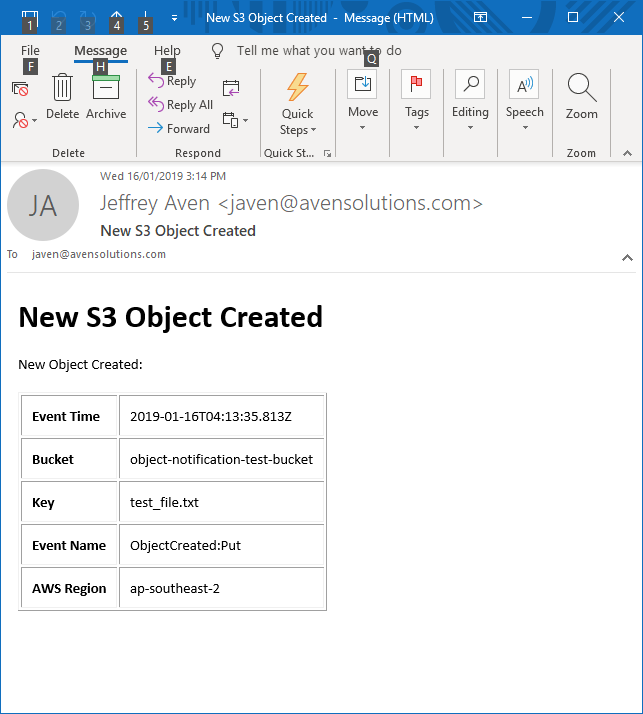 New S3 Object Created - Message (HTML)
1 2 3 4 5
File Message Help Tell me what you want to do
F H E Q
Delete Archive
Reply
Reply All
Forward
Quick Steps
Move
Tags
Editing
Speech
Zoom
Delete Respond Quick St... Zoom
JA
Wed 16/01/2019 3:14 PM
Jeffrey Aven <javen@avensolutions.com>
New S3 Object Created
To javen@avensolutions.com
New S3 Object Created
New Object Created:
Event Time 2019-01-16T04:13:35.813Z
Bucket object-notification-test-bucket
Key test_file.txt
Event Name ObjectCreated:Put
AWS Region ap-southeast-2